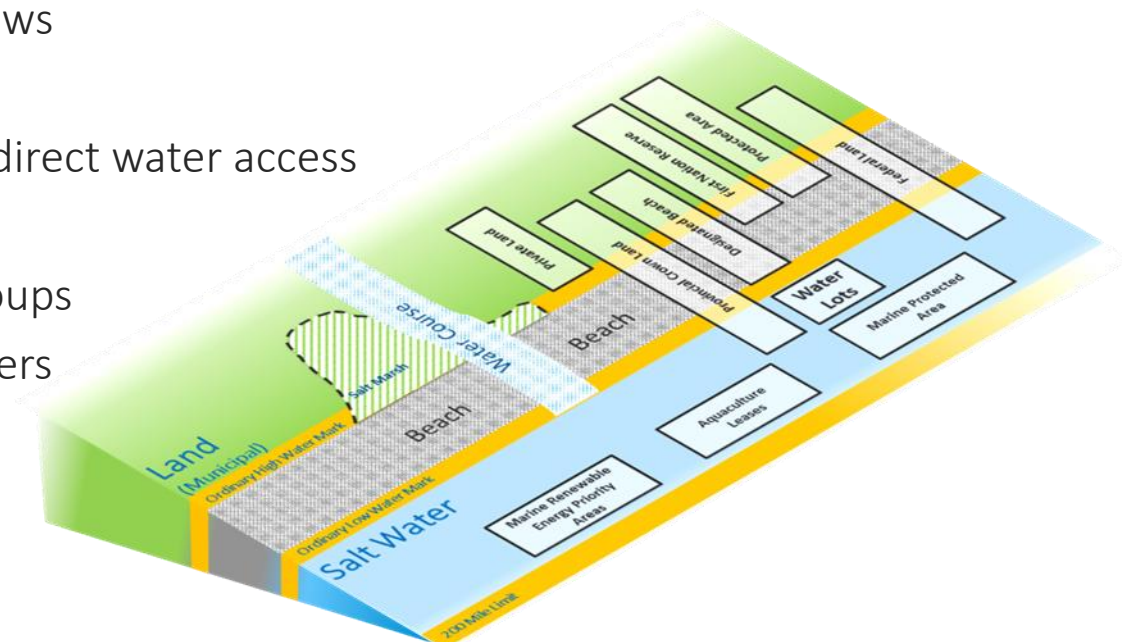 ws
direct water access
oups
ers
Protected Area
Federal Land
First Nation Reserve
Designated Beach
Private Land
Provincial Crown Land
Water
Lots
Marine Protected
Area
Water Course
Beach
Salt Marsh
Beach
Aquaculture
Leases
Land
(Municipal)
Ordinary High Water Mark
Ordinary Low Water Mark
Marine Renewable
Energy Priority
Areas
Salt Water
200 Mile Limit